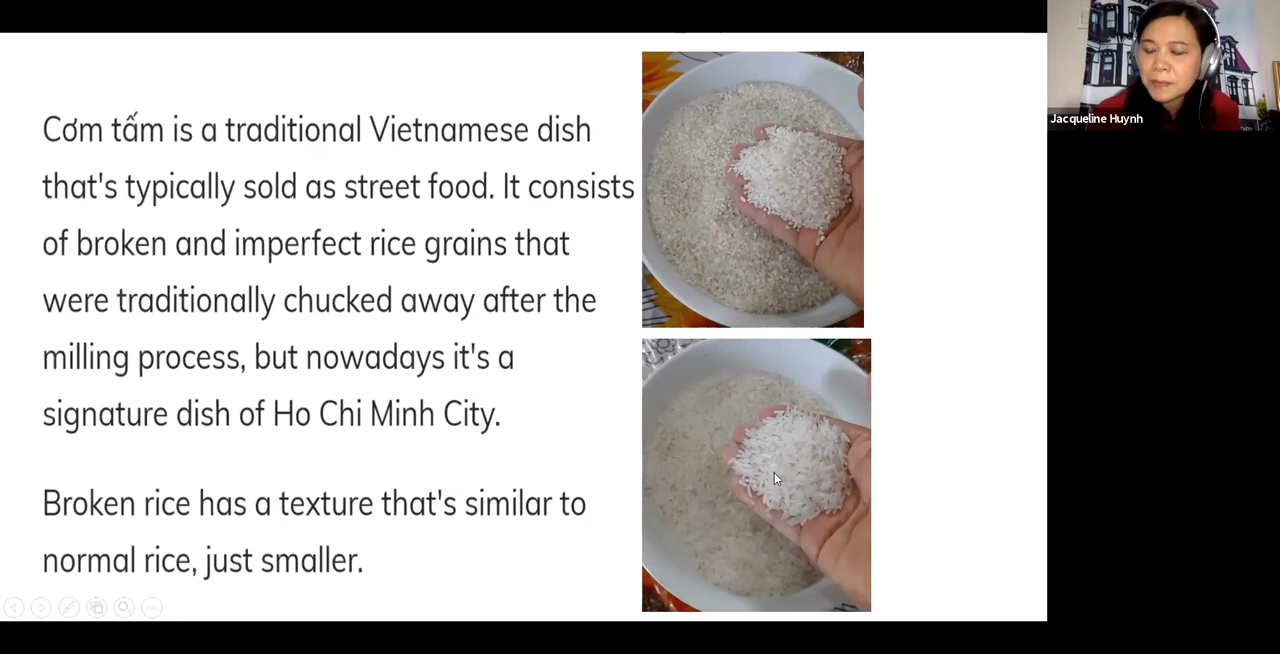 Cơm tấm is a traditional Vietnamese dish
that's typically sold as street food. It consists
of broken and imperfect rice grains that
were traditionally chucked away after the
milling process, but nowadays it's a
signature dish of Ho Chi Minh City.
Broken rice has a texture that's similar to
normal rice, just smaller.
Jacqueline Huynh